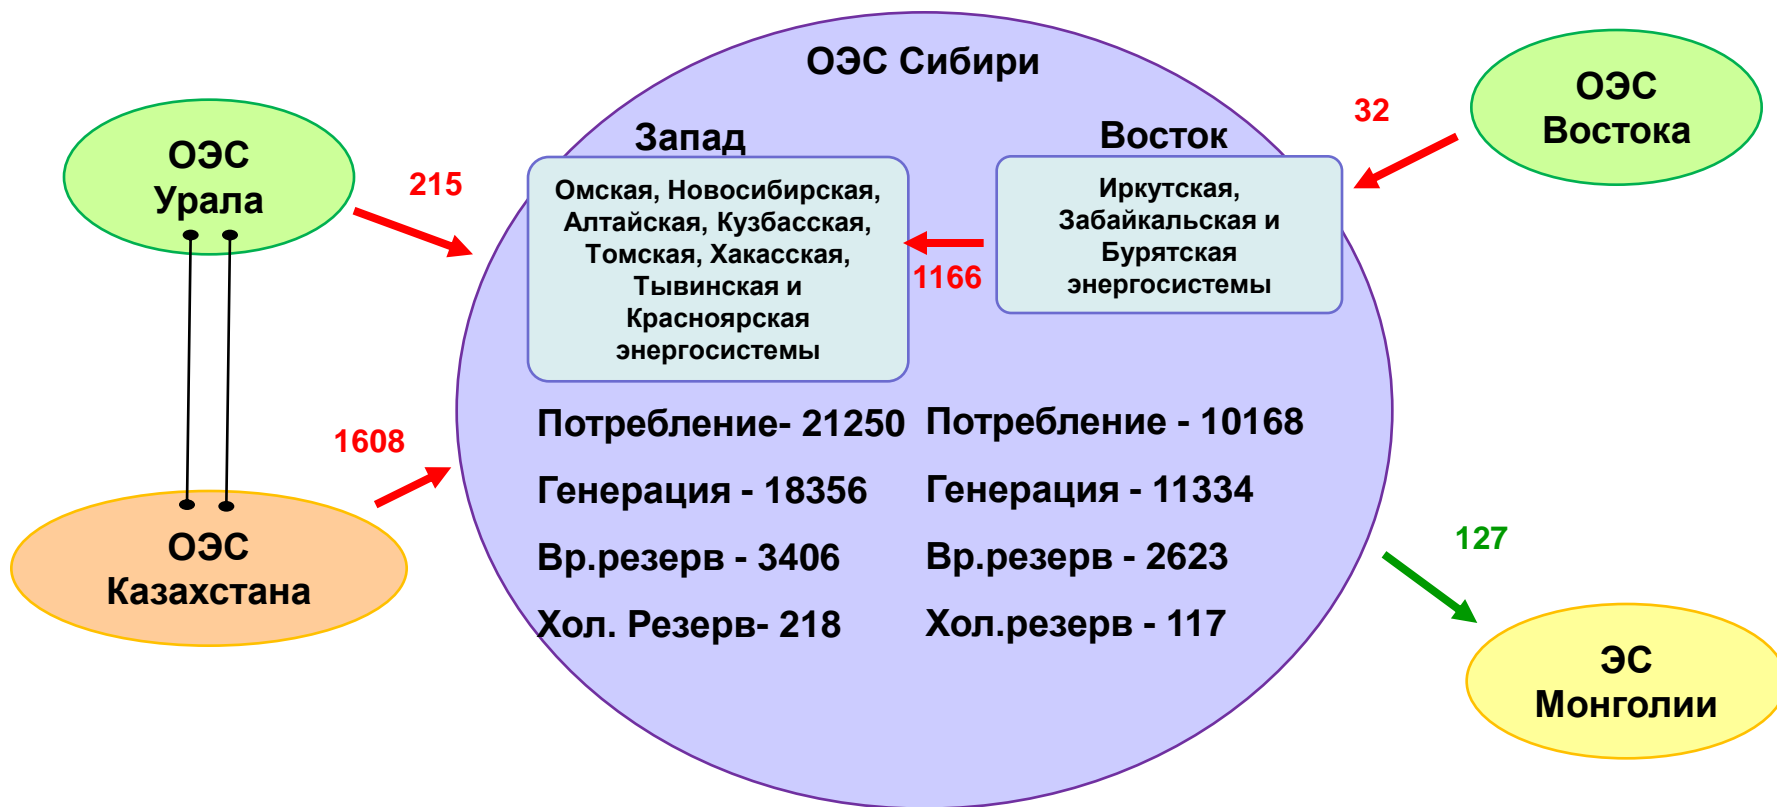 ОЭС Сибири
ОЭС
Урала
215
Запад
Омская, Новосибирская,
Алтайская, Кузбасская,
Томская, Хакасская,
Тывинская и
Красноярская
энергосистемы
1166
Восток
Иркутская,
Забайкальская и
Бурятская
энергосистемы
32
ОЭС
Востока
1608
ОЭС
Казахстана
Потребление- 21250
Генерация - 18356
Вр.резерв - 3406
Хол. Резерв- 218
Потребление - 10168
Генерация - 11334
Вр.резерв - 2623
Хол.резерв - 117
127
ЭС
Монголии